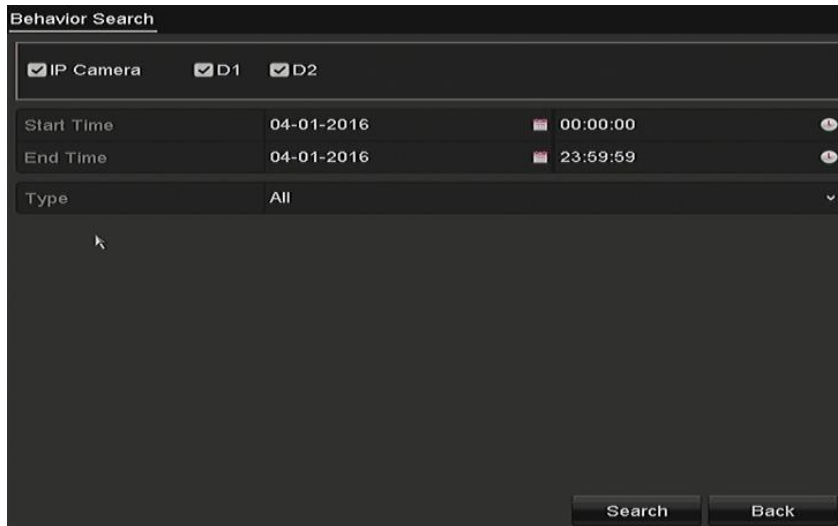 Behavior Search
IP Camera D1 D2
Start Time 04-01-2016 00:00:00
End Time 04-01-2016 23:59:59
Type All
Search Back